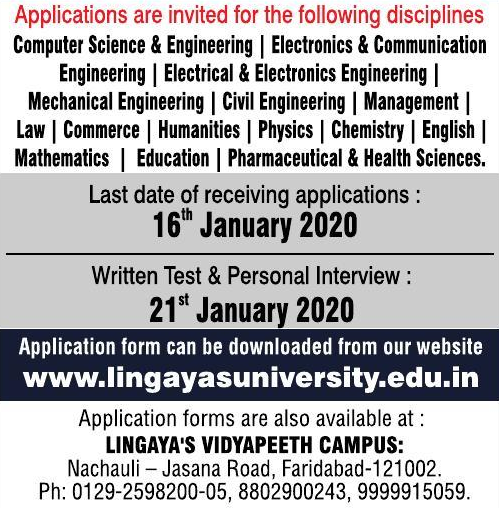 Applications are invited for the following disciplines
Computer Science & Engineering | Electronics & Communication
Engineering | Electrical & Electronics Engineering |
Mechanical Engineering | Civil Engineering | Management |
Law | Commerce | Humanities | Physics | Chemistry | English |
Mathematics | Education | Pharmaceutical & Health Sciences.
Last date of receiving applications :
16th January 2020
Written Test & Personal Interview :
21st January 2020
Application form can be downloaded from our website
www.lingayasuniversity.edu.in
Application forms are also available at :
LINGAYA'S VIDYAPEETH CAMPUS:
Nachauli – Jasana Road, Faridabad-121002.
Ph: 0129-2598200-05, 8802900243, 9999915059.